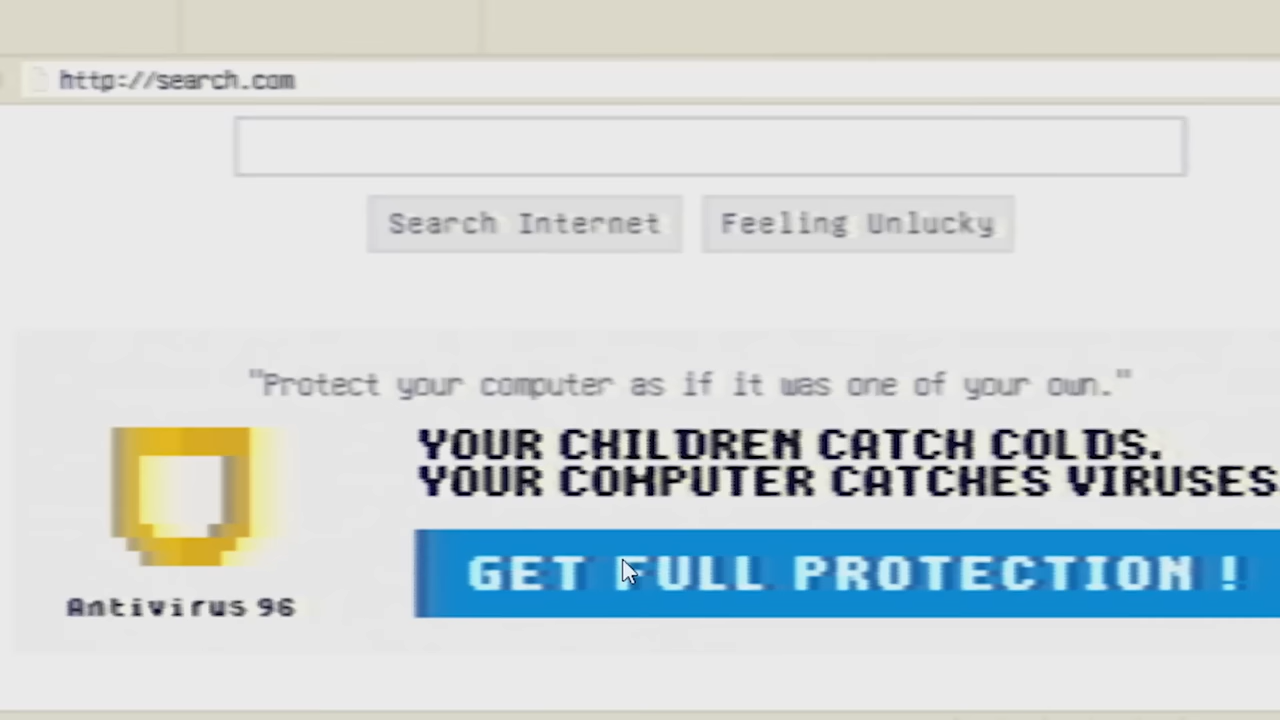 http://search.com
Search Internet
Feeling Unlucky
"Protect your computer as if it was one of your own."
YOUR CHILDREN CATCH COLDS.
YOUR COMPUTER CATCHES VIRUSES
GET FULL PROTECTION !
Antivirus 96